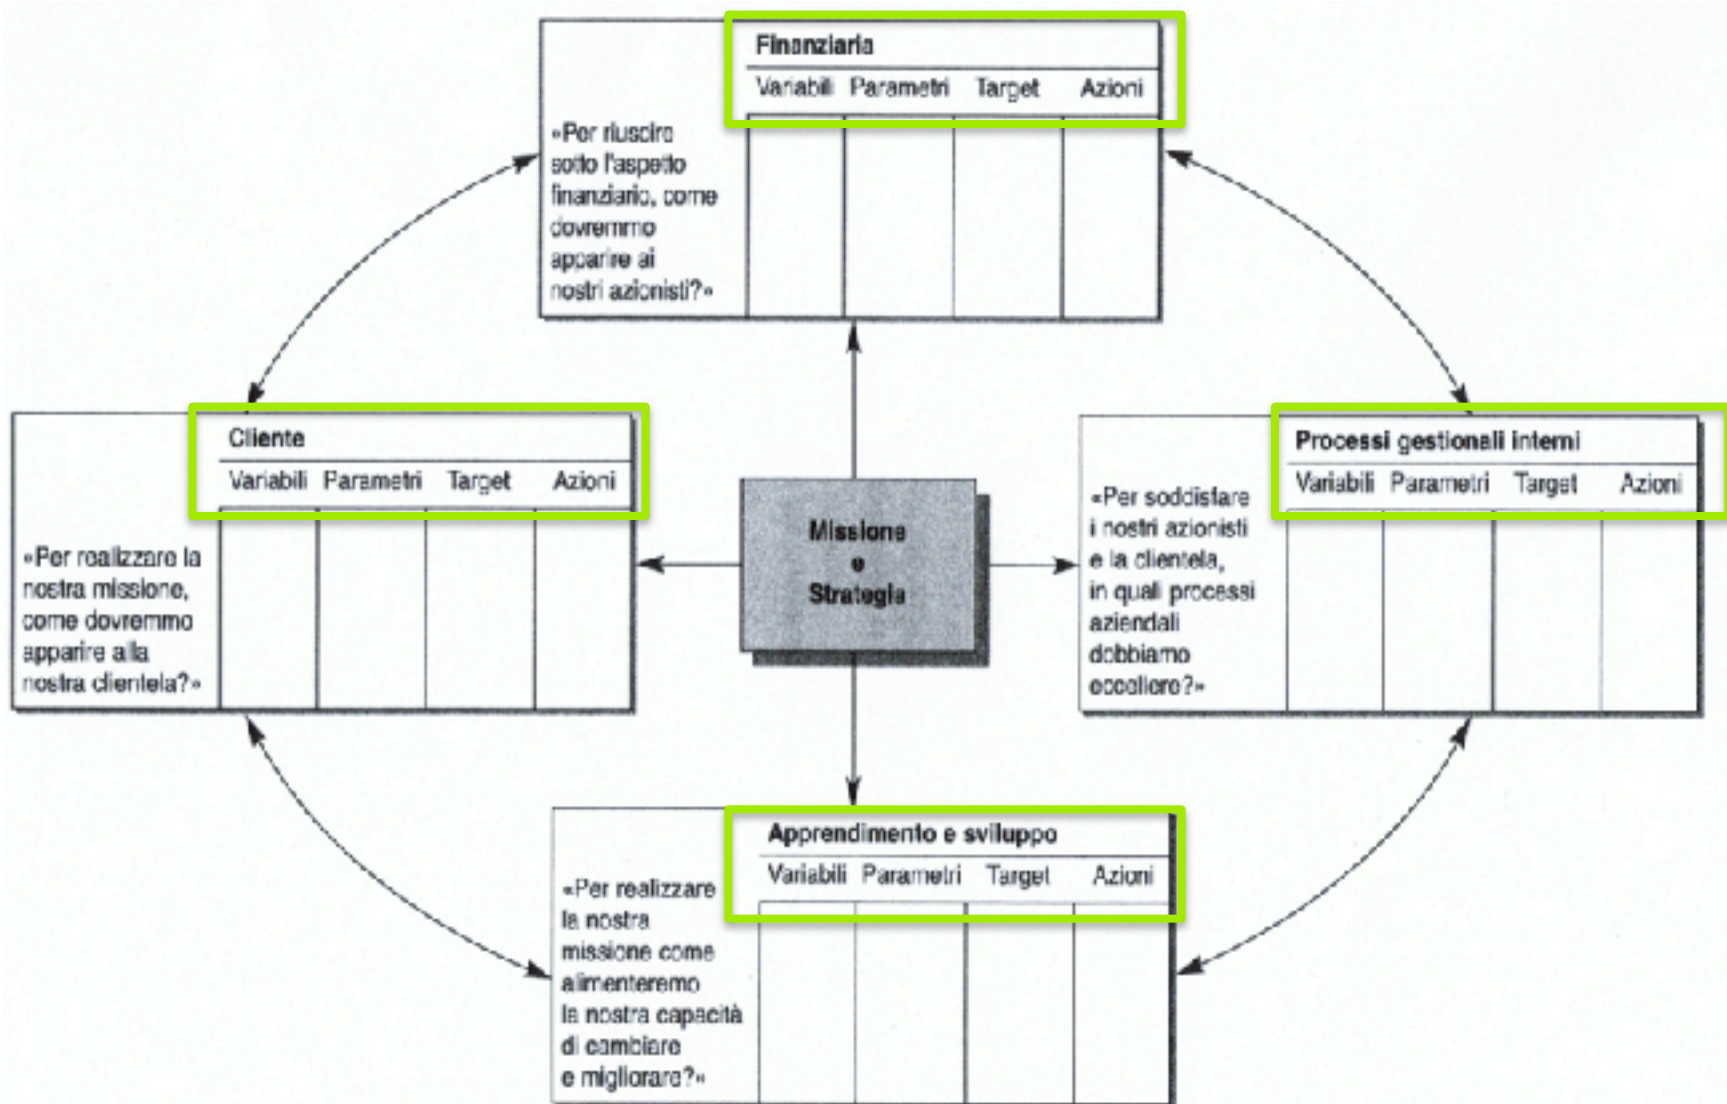 Finanziaria
Variabili Parametri Target Azioni
«Per riuscire
sotto l'aspetto
finanziario, come
dovremmo
apparire ai
nostri azionisti?»
Cliente
Variabili Parametri Target Azioni
«Per realizzare la
nostra missione,
come dovremmo
apparire alla
nostra clientela?»
Missione
e
Strategia
Processi gestionali interni
Variabili Parametri Target Azioni
«Per soddisfare
i nostri azionisti
e la clientela,
in quali processi
aziendali
dobbiamo
eccellere?»
Apprendimento e sviluppo
Variabili Parametri Target Azioni
«Per realizzare
la nostra
missione come
alimenteremo
la nostra capacità
di cambiare
e migliorare?»